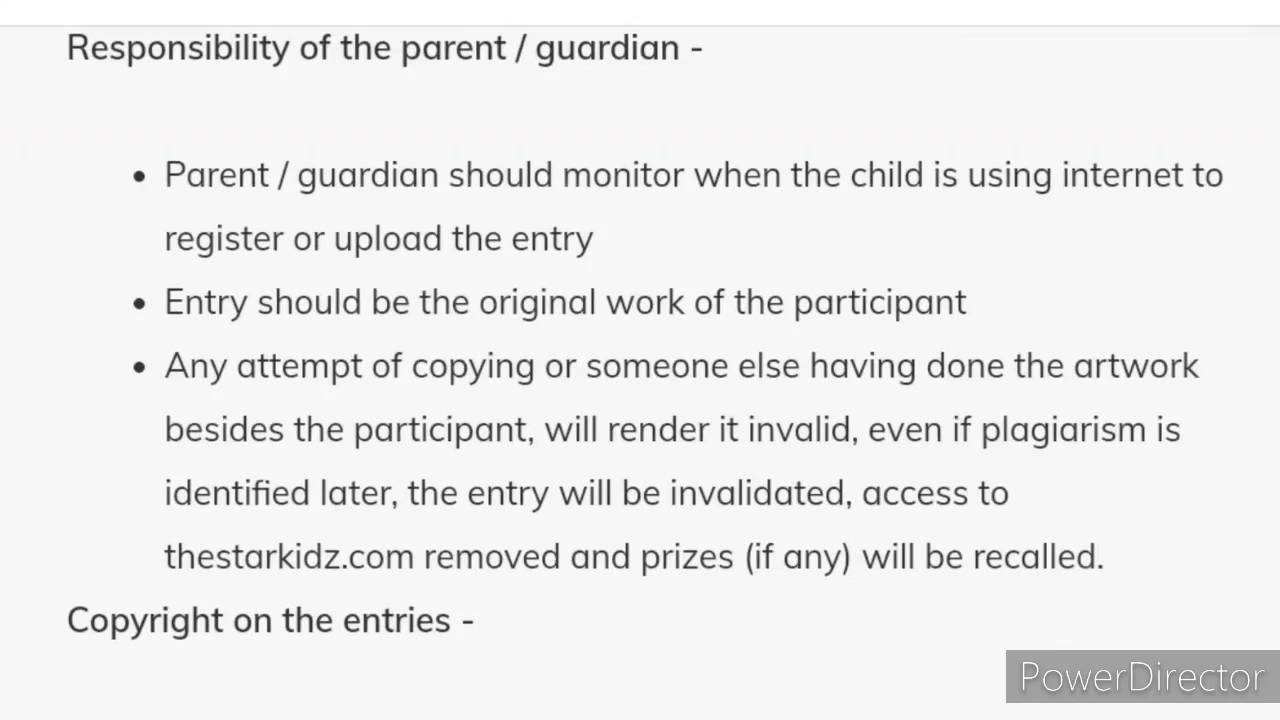 Responsibility of the parent / guardian -
• Parent / guardian should monitor when the child is using internet to
register or upload the entry
• Entry should be the original work of the participant
• Any attempt of copying or someone else having done the artwork
besides the participant, will render it invalid, even if plagiarism is
identified later, the entry will be invalidated, access to
thestarkidz.com removed and prizes (if any) will be recalled.
Copyright on the entries -
PowerDirector